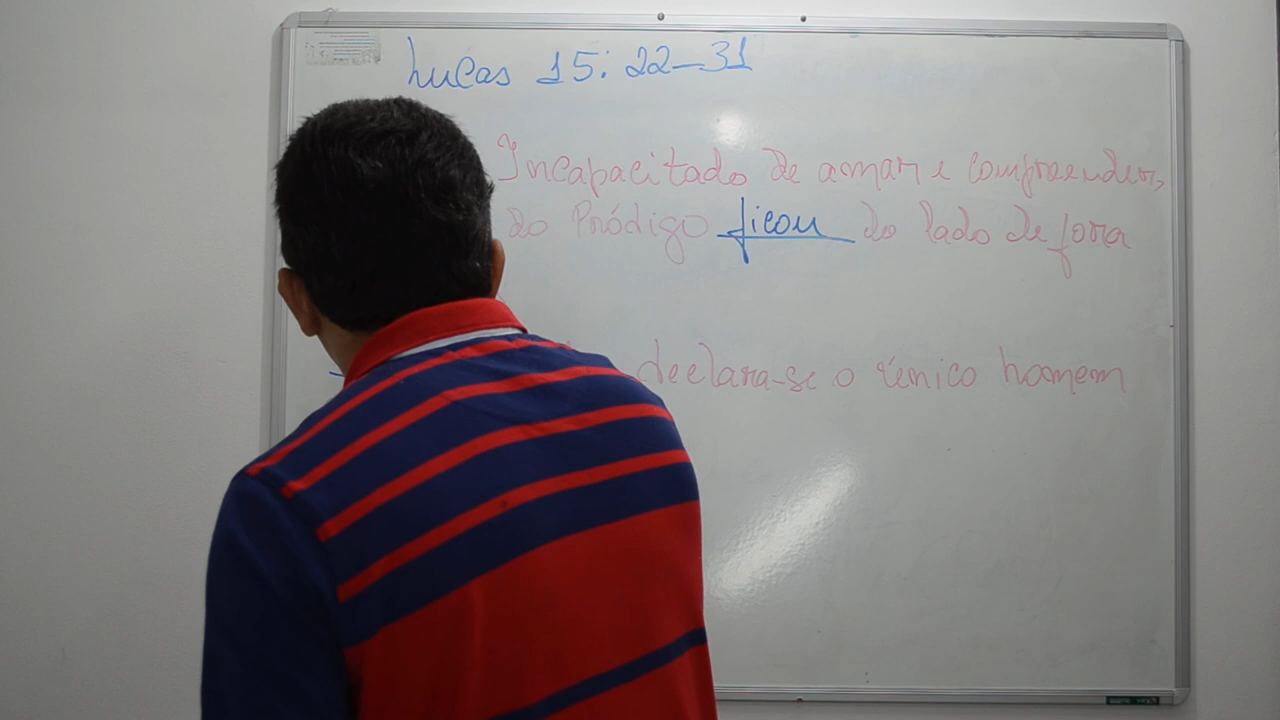 Lucas 15: 22-31
Incapacitado de amar e compreender,
do Pródigo ficou do lado de fora
declara-se o único homem